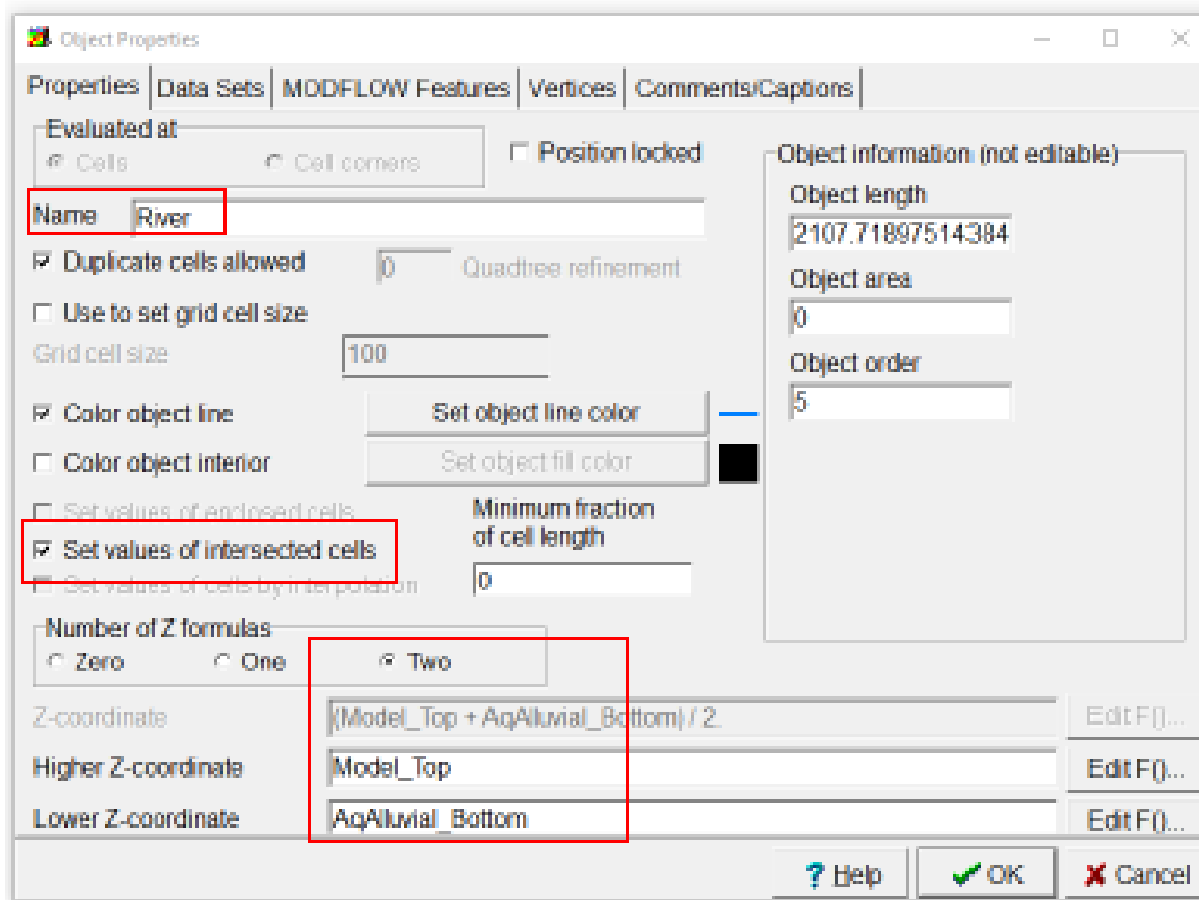 Object Properties
Properties Data Sets MODFLOW Features Vertices Comments/Captions
Evaluated at
Cells Cell corners
Position locked
Name River
Duplicate cells allowed 0 Quadtree refinement
Use to set grid cell size
Grid cell size 100
Color object line Set object line color
Color object interior Set object fill color
Set values of enclosed cells
Set values of intersected cells
Set values of cells by interpolation
Minimum fraction
of cell length
0
Number of Z formulas
Zero One Two
Z-coordinate (Model_Top + AqAlluvial_Bottom) / 2. Edit F()...
Higher Z-coordinate Model_Top Edit F()...
Lower Z-coordinate AqAlluvial_Bottom Edit F()...
Object information (not editable)
Object length
2107.71897514384
Object area
0
Object order
5
? Help OK Cancel